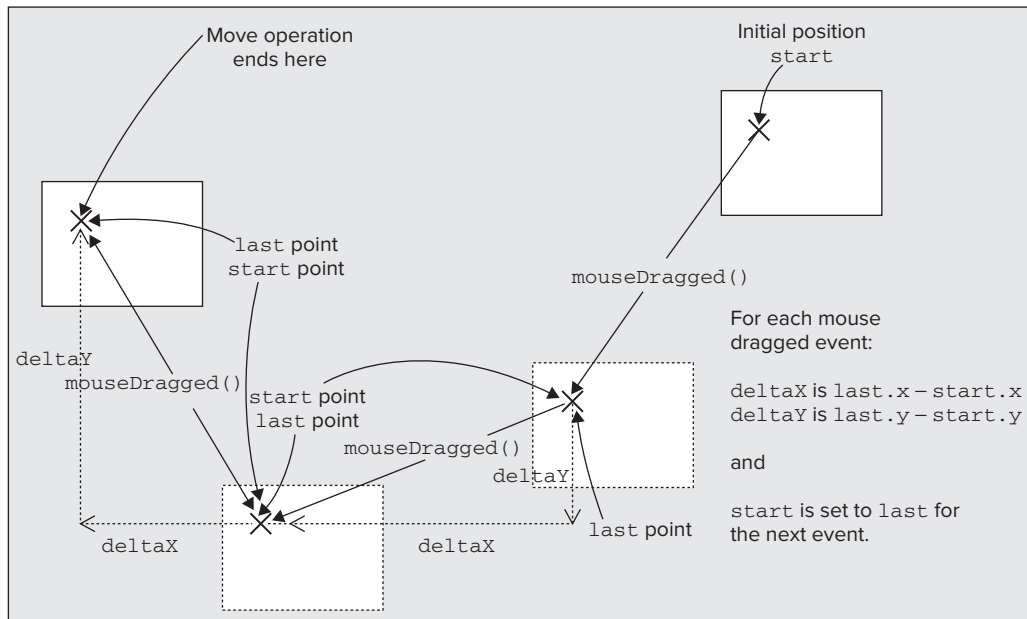 Move operation
ends here
Initial position
start
last point
start point
mouseDragged()
deltaY
mouseDragged()
start point
last point
mouseDragged()
deltaY
deltaX
deltaX
last point
For each mouse
dragged event:
deltaX is last.x – start.x
deltaY is last.y – start.y
and
start is set to last for
the next event.